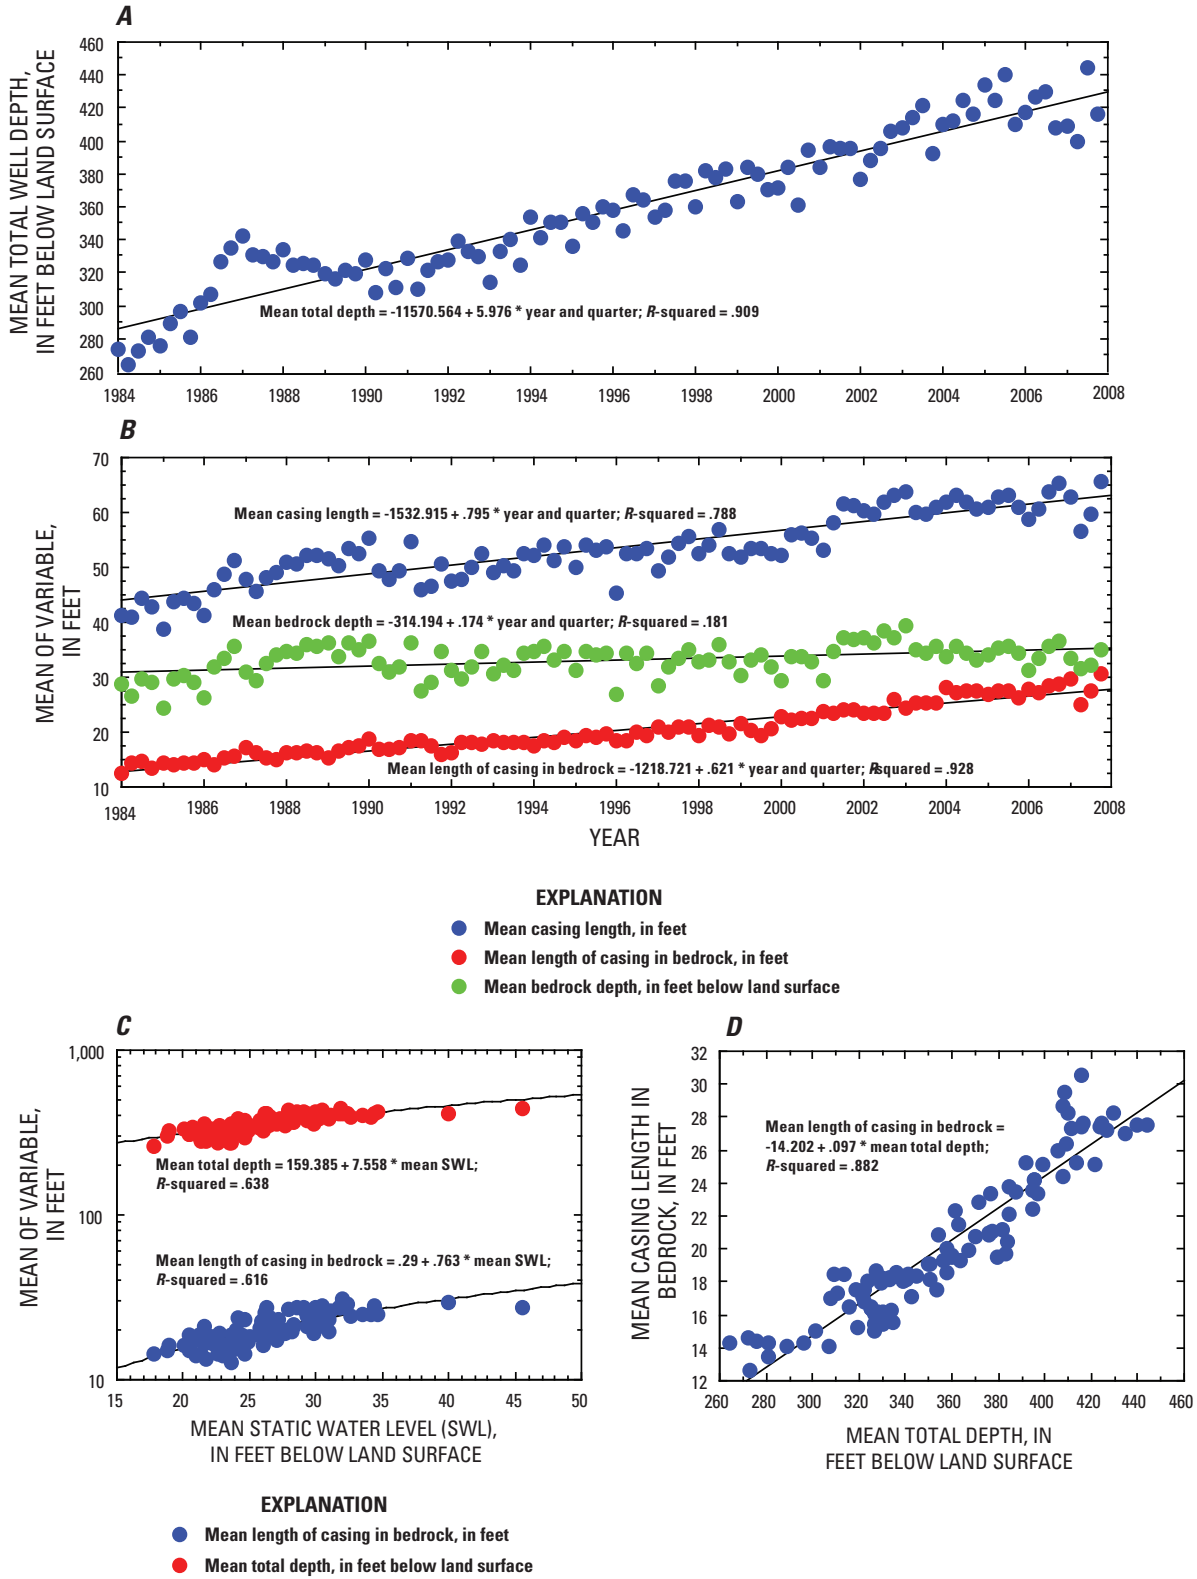 A
MEAN TOTAL WELL DEPTH,
IN FEET BELOW LAND SURFACE
460
440
420
400
380
360
340
320
300
280
260
Mean total depth = -11570.564 + 5.976 * year and quarter; R-squared = .909
1984 1986 1988 1990 1992 1994 1996 1998 2000 2002 2004 2006 2008
B
MEAN OF VARIABLE,
IN FEET
70
60
50
40
30
20
10
Mean casing length = -1532.915 + .795 * year and quarter; R-squared = .788
Mean bedrock depth = -314.194 + .174 * year and quarter; R-squared = .181
Mean length of casing in bedrock = -1218.721 + .621 * year and quarter; R-squared = .928
1984 1986 1988 1990 1992 1994 1996 1998 2000 2002 2004 2006 2008
YEAR
EXPLANATION
Mean casing length, in feet
Mean length of casing in bedrock, in feet
Mean bedrock depth, in feet below land surface
C
MEAN OF VARIABLE,
IN FEET
1,000
100
10
Mean total depth = 159.385 + 7.558 * mean SWL;
R-squared = .638
Mean length of casing in bedrock = .29 + .763 * mean SWL;
R-squared = .616
15 20 25 30 35 40 45 50
MEAN STATIC WATER LEVEL (SWL),
IN FEET BELOW LAND SURFACE
EXPLANATION
Mean length of casing in bedrock, in feet
Mean total depth, in feet below land surface
D
MEAN CASING LENGTH IN
BEDROCK, IN FEET
32
30
28
26
24
22
20
18
16
14
12
Mean length of casing in bedrock =
-14.202 + .097 * mean total depth;
R-squared = .882
260 280 300 320 340 360 380 400 420 440 460
MEAN TOTAL DEPTH, IN
FEET BELOW LAND SURFACE